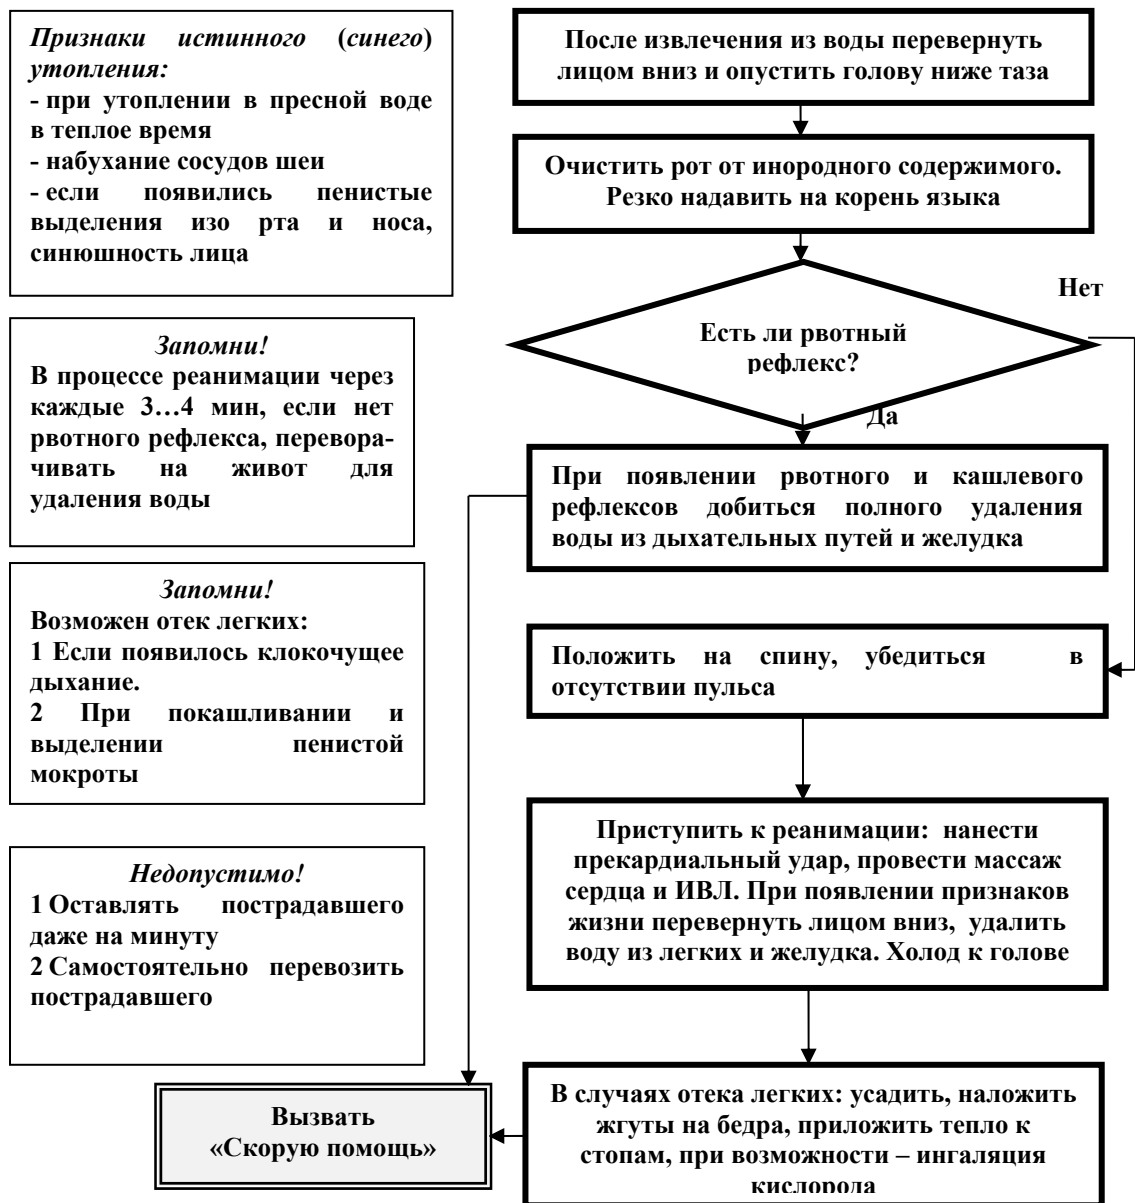 Признаки истинного (синего)
утопления:
- при утоплении в пресной воде
в теплое время
- набухание сосудов шеи
- если появились пенистые
выделения изо рта и носа,
синюшность лица
Запомни!
В процессе реанимации через
каждые 3…4 мин, если нет
рвотного рефлекса, перевора-
чивать на живот для
удаления воды
Запомни!
Возможен отек легких:
1 Если появилось клокочущее
дыхание.
2 При покашливании и
выделении пенистой
мокроты
Недопустимо!
1 Оставлять пострадавшего
даже на минуту
2 Самостоятельно перевозить
пострадавшего
После извлечения из воды перевернуть
лицом вниз и опустить голову ниже таза
Очистить рот от инородного содержимого.
Резко надавить на корень языка
Есть ли рвотный
рефлекс?
Нет
Да
При появлении рвотного и кашлевого
рефлексов добиться полного удаления
воды из дыхательных путей и желудка
Положить на спину, убедиться в
отсутствии пульса
Приступить к реанимации: нанести
прекардиальный удар, провести массаж
сердца и ИВЛ. При появлении признаков
жизни перевернуть лицом вниз, удалить
воду из легких и желудка. Холод к голове
В случаях отека легких: усадить, наложить
жгуты на бедра, приложить тепло к
стопам, при возможности – ингаляция
кислорода
Вызвать
«Скорую помощь»